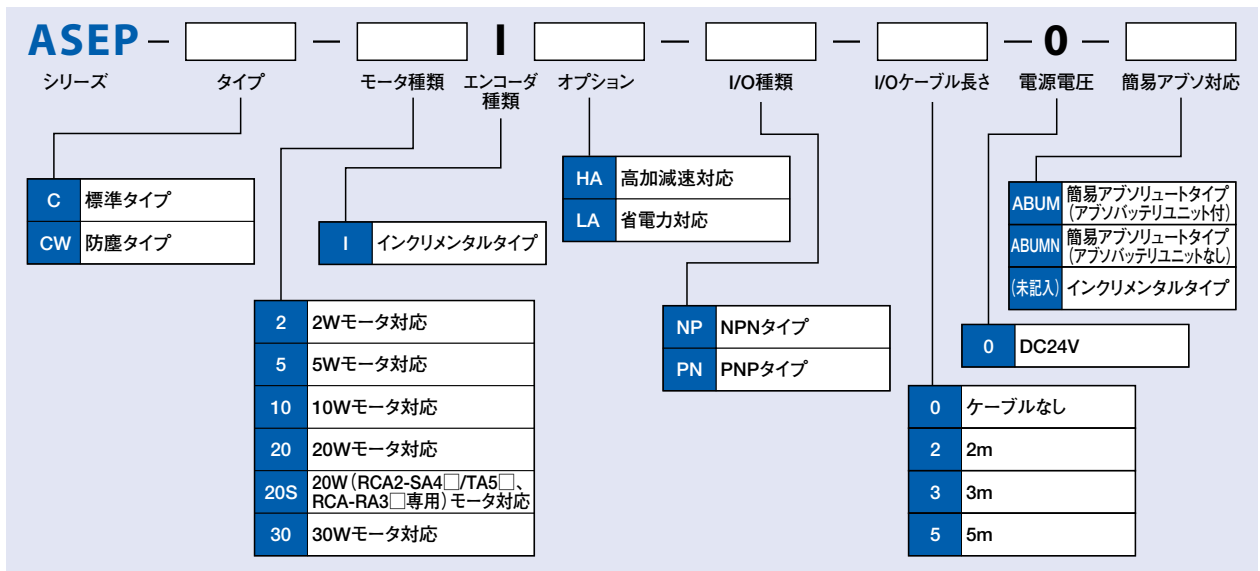 ASEP − − I − − − 0 −
シリーズ タイプ モータ種類 エンコーダ オプション I/O種類 I/Oケーブル長さ 電源電圧 簡易アブソ対応
種類
C 標準タイプ
CW 防塵タイプ
2 2Wモータ対応
5 5Wモータ対応
10 10Wモータ対応
20 20Wモータ対応
20S 20W(RCA2-SA4□/TA5□、
RCA-RA3□専用)モータ対応
30 30Wモータ対応
I インクリメンタルタイプ
HA 高加減速対応
LA 省電力対応
NP NPNタイプ
PN PNPタイプ
0 ケーブルなし
2 2m
3 3m
5 5m
0 DC24V
ABUM 簡易アブソリュートタイプ
(アブソバッテリユニット付)
ABUMN 簡易アブソリュートタイプ
(アブソバッテリユニットなし)
(未記入) インクリメンタルタイプ